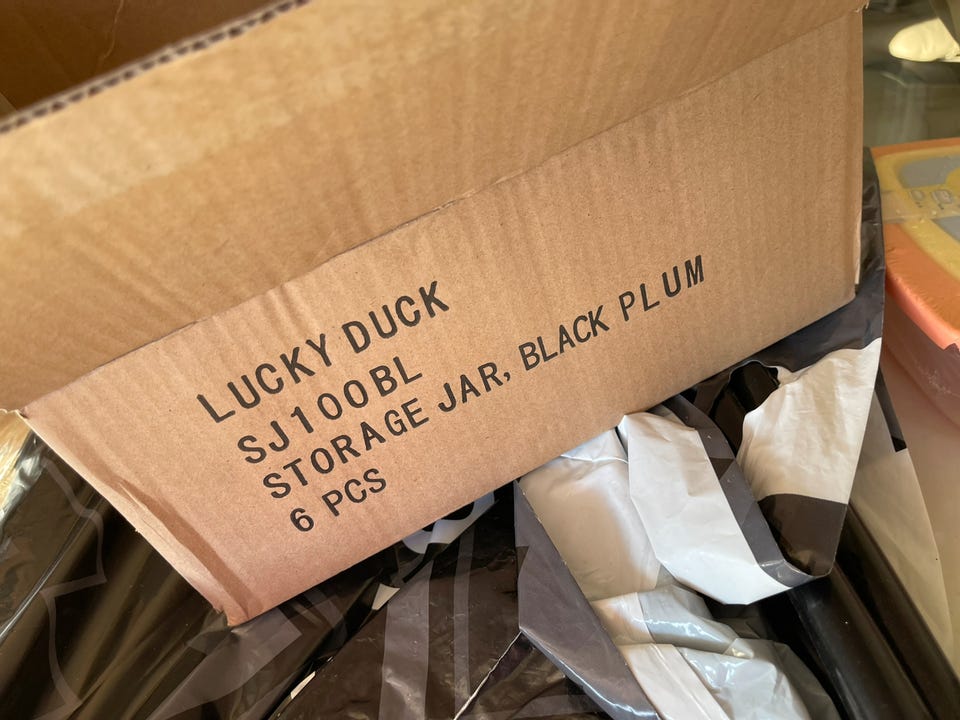 LUCKY DUCK
SJ100BL
STORAGE JAR, BLACK PLUM
6 PCS